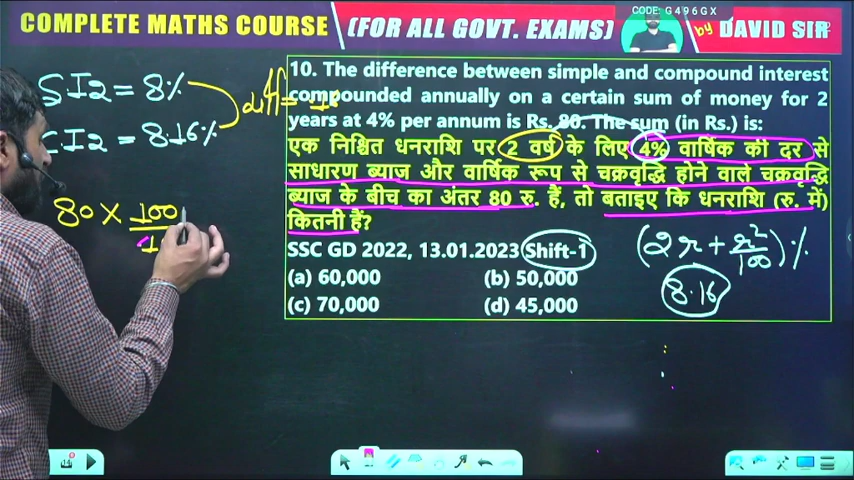 CODE: G496GX
COMPLETE MATHS COURSE (FOR ALL GOVT. EXAMS) by DAVID SIR
SI2 = 8%
CI2 = 8.16%
diff =
80 × 100
10. The difference between simple and compound interest
compounded annually on a certain sum of money for 2
years at 4% per annum is Rs. 80. The sum (in Rs.) is:
एक निश्चित धनराशि पर 2 वर्ष के लिए 4% वार्षिक की दर से
साधारण ब्याज और वार्षिक रूप से चक्रवृद्धि होने वाले चक्रवृद्धि
ब्याज के बीच का अंतर 80 रु. हैं, तो बताइए कि धनराशि (रु. में)
कितनी हैं?
SSC GD 2022, 13.01.2023 Shift-1
(a) 60,000 (b) 50,000
(c) 70,000 (d) 45,000
(2r + r²/100)%
8.16